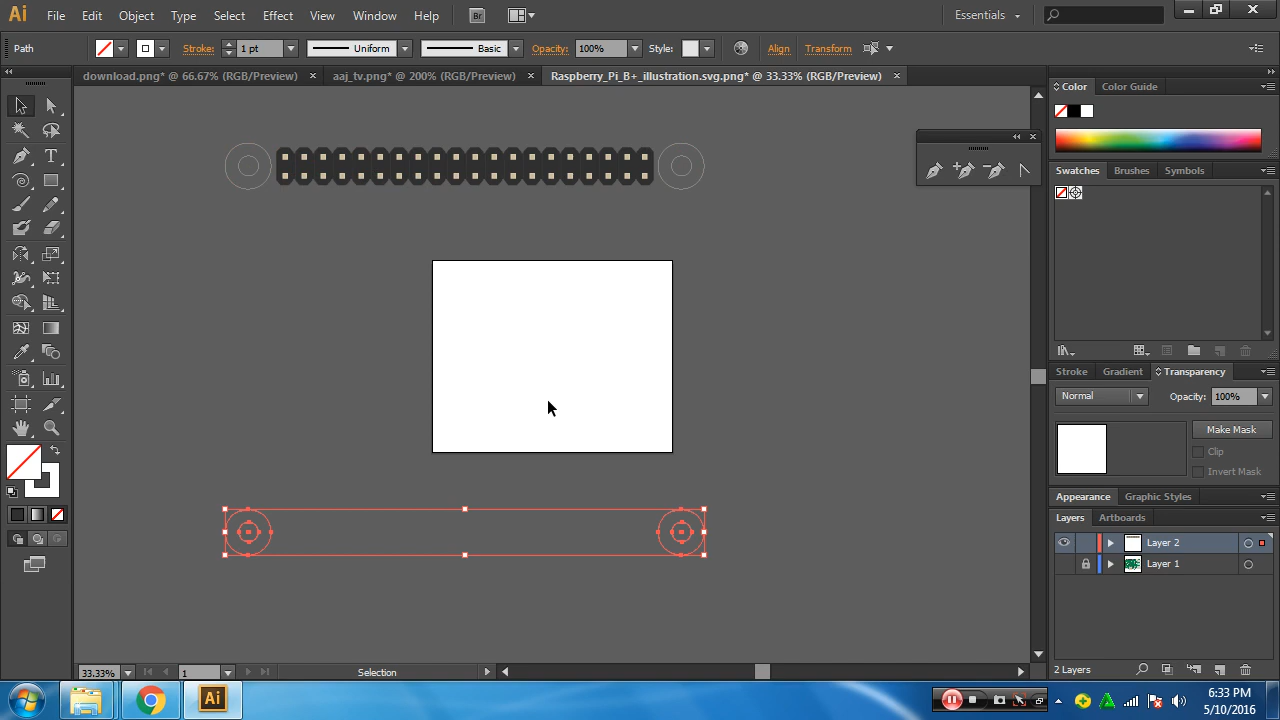 Ai File Edit Object Type Select Effect View Window Help Br Essentials
Path Stroke: 1 pt Uniform Basic Opacity: 100% Style: Align Transform
download.png* @ 66.67% (RGB/Preview) aaj_tv.png* @ 200% (RGB/Preview) Raspberry_Pi_B+_illustration.svg.png* @ 33.33% (RGB/Preview)
Color Color Guide
Swatches Brushes Symbols
Stroke Gradient Transparency
Normal Opacity: 100%
Make Mask
Clip
Invert Mask
Appearance Graphic Styles
Layers Artboards
Layer 2
Layer 1
2 Layers
33.33% 1 Selection
Ai
6:33 PM
5/10/2016